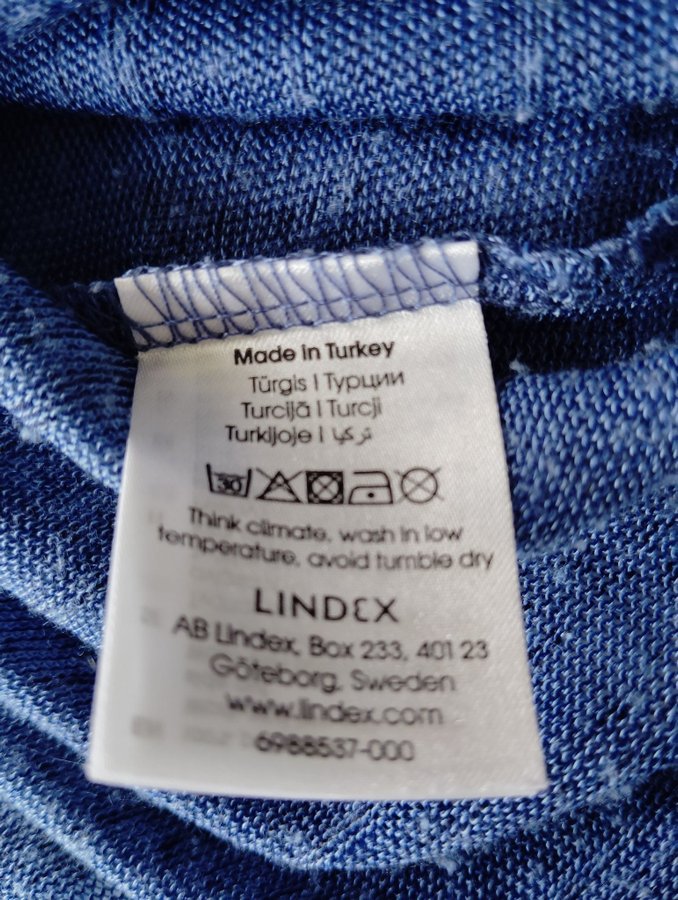 Made in Turkey
Türgis | Турции
Turcijā | Turcji
Turkijoje | تركيا
30
Think climate, wash in low
temperature, avoid tumble dry
LINDEX
AB Lindex, Box 233, 401 23
Göteborg, Sweden
www.lindex.com
6988537-000